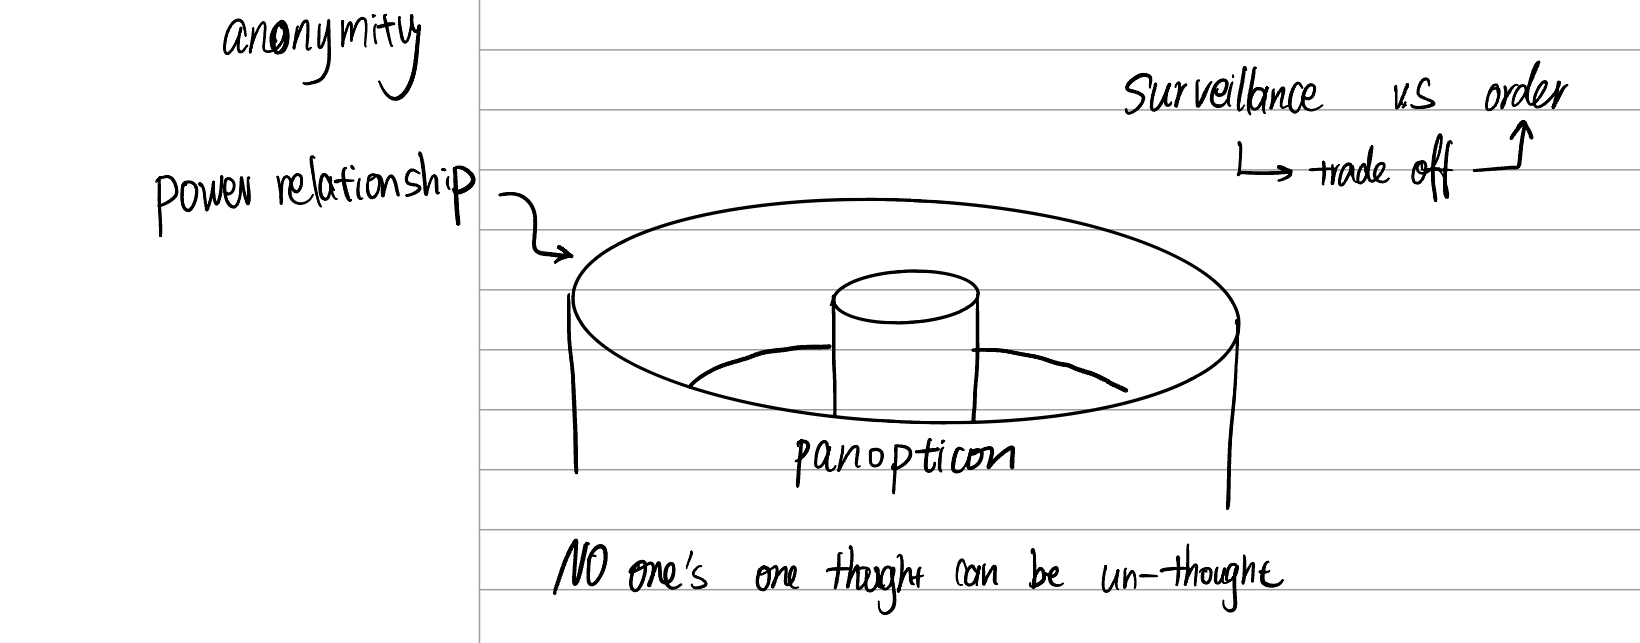 anonymity
Surveillance v.s order
trade off
power relationship
panopticon
NO one's one thought can be un-thought